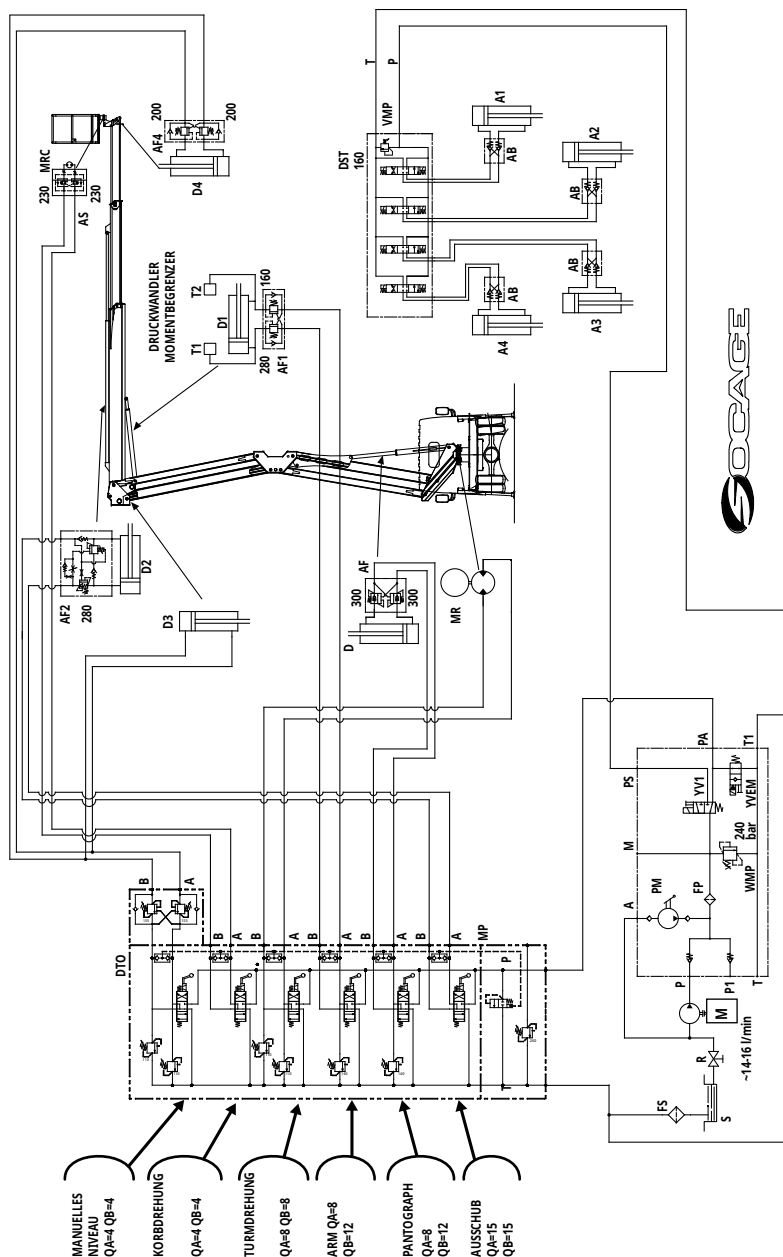 MANUELLES
NIVEAU
QA=4 QB=4
KORBDREHUNG
QA=4 QB=4
TURMDREHUNG
QA=8 QB=8
ARM QA=8
QB=12
PANTOGRAPH
QA=8
QB=12
AUSSCHUB
QA=15
QB=15
DTO
B
A
B
A
B
A
B
A
B
A
B
A
MP
P
T
AF2
280
D2
D3
230
MRC
230
AS
AF4
200
200
D4
DRUCKWANDLER
MOMENTBEGRENZER
T1
T2
D1
280
160
AF1
D
300
AF
300
MR
DST
160
VMP
T
P
AB
A1
AB
A2
AB
A3
AB
A4
FS
S
R
~14-16 l/min
M
P
P1
T
A
PM
FP
M
WMP
240
bar
YV1
YVEM
PS
PA
T1
SOCAGE